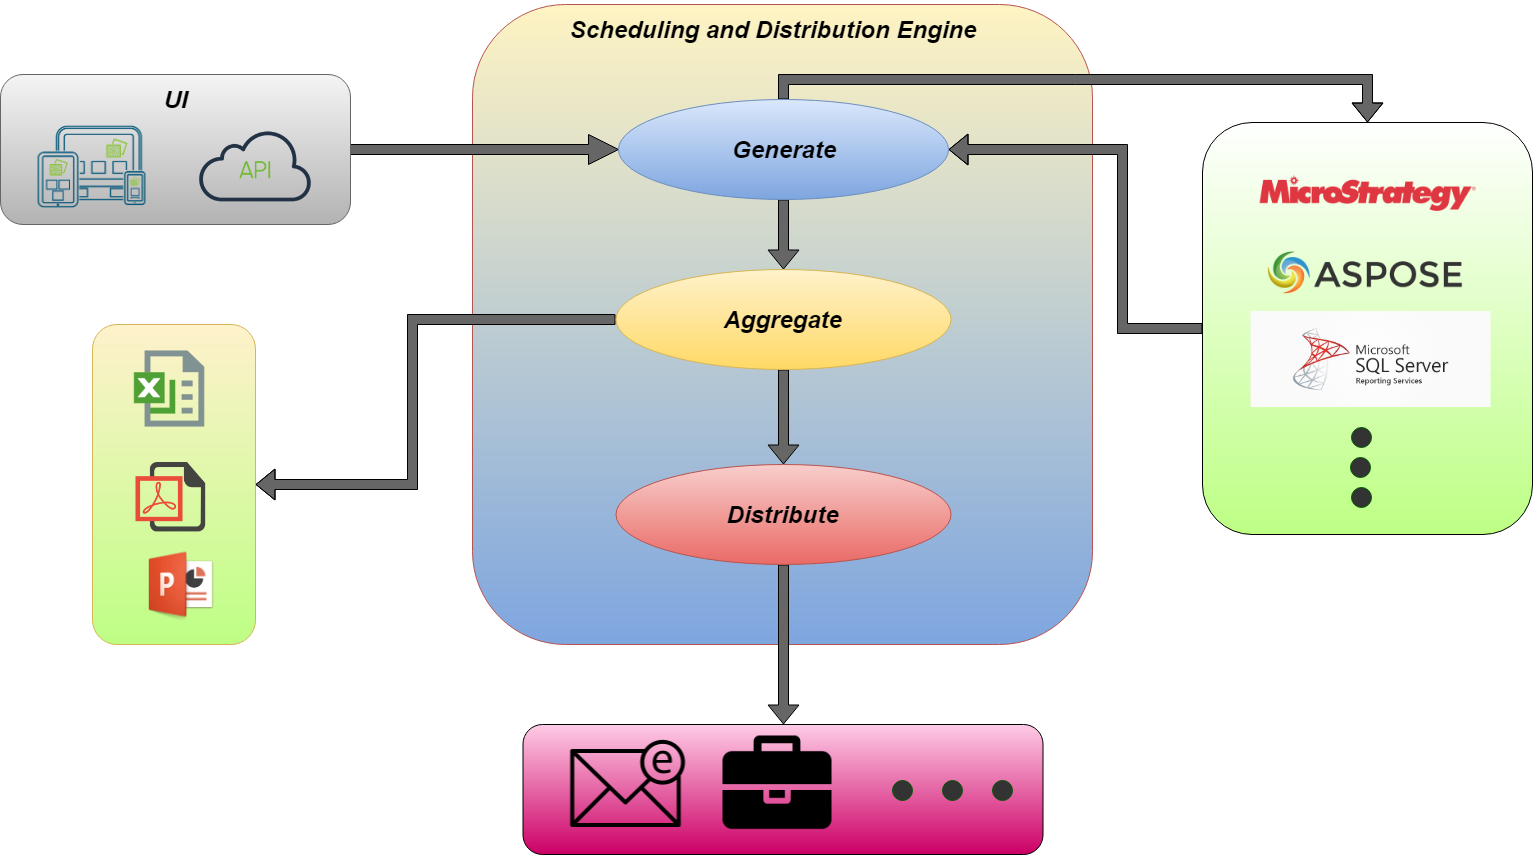 Scheduling and Distribution Engine
UI
API
Generate
MicroStrategy
ASPOSE
Aggregate
Microsoft
SQL Server
Reporting Services
X
Distribute
P
e